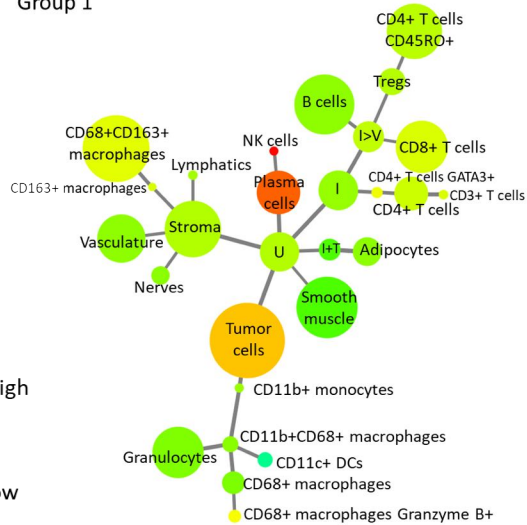 Group 1
CD4+ T cells
CD45RO+
Tregs
B cells
I>V
CD8+ T cells
NK cells
CD68+CD163+
macrophages
Lymphatics
CD163+ macrophages
Plasma
cells
I
CD4+ T cells GATA3+
CD3+ T cells
CD4+ T cells
Stroma
Vasculature
U
I+T
Adipocytes
Nerves
Smooth
muscle
Tumor
cells
igh
CD11b+ monocytes
CD11b+CD68+ macrophages
Granulocytes
CD11c+ DCs
CD68+ macrophages
ow
CD68+ macrophages Granzyme B+